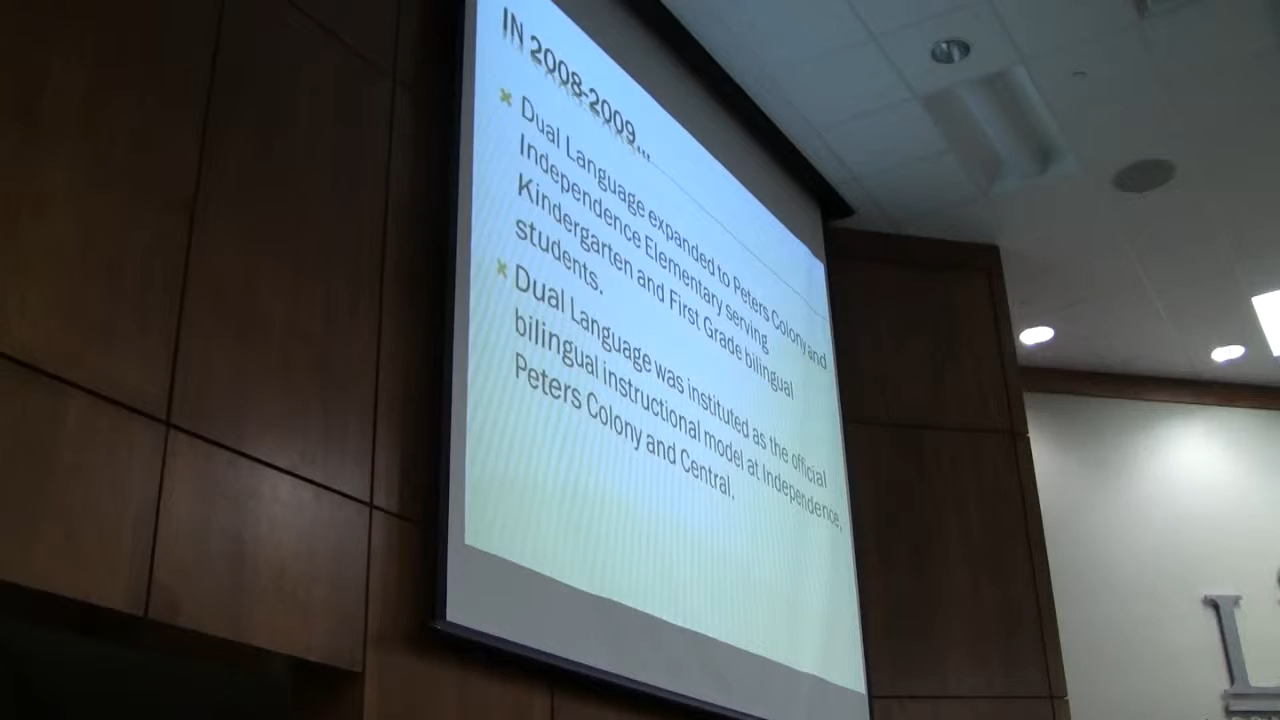 IN 2008-2009...
Dual Language expanded to Peters Colony and
Independence Elementary serving
Kindergarten and First Grade bilingual
students.
Dual Language was instituted as the official
bilingual instructional model at Independence,
Peters Colony and Central.
L